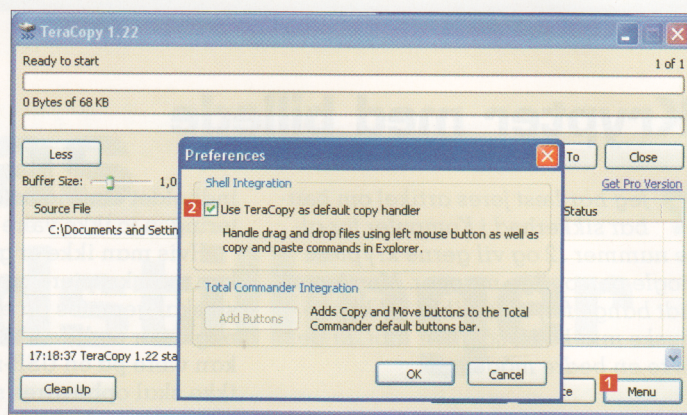 TeraCopy 1.22
Ready to start 1 of 1
0 Bytes of 68 KB
Less To Close
Buffer Size: 1,0 Get Pro Version
Source File Status
C:\Documents and Settin
Preferences
Shell Integration
2 Use TeraCopy as default copy handler
Handle drag and drop files using left mouse button as well as
copy and paste commands in Explorer.
Total Commander Integration
Add Buttons
Adds Copy and Move buttons to the Total
Commander default buttons bar.
OK Cancel
17:18:37 TeraCopy 1.22 sta
Clean Up ce 1 Menu